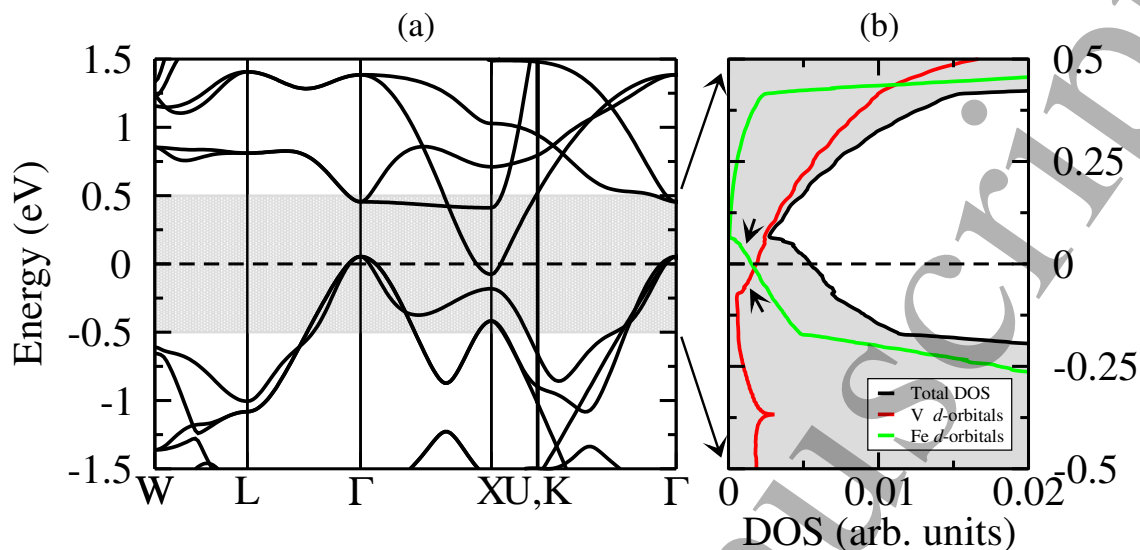 (a)
(b)
1.5
1
0.5
0
-0.5
-1
-1.5
Energy (eV)
W L Γ X U,K Γ
0.5
0.25
0
-0.25
-0.5
Total DOS
V d-orbitals
Fe d-orbitals
0 0.01 0.02
DOS (arb. units)
uscrip